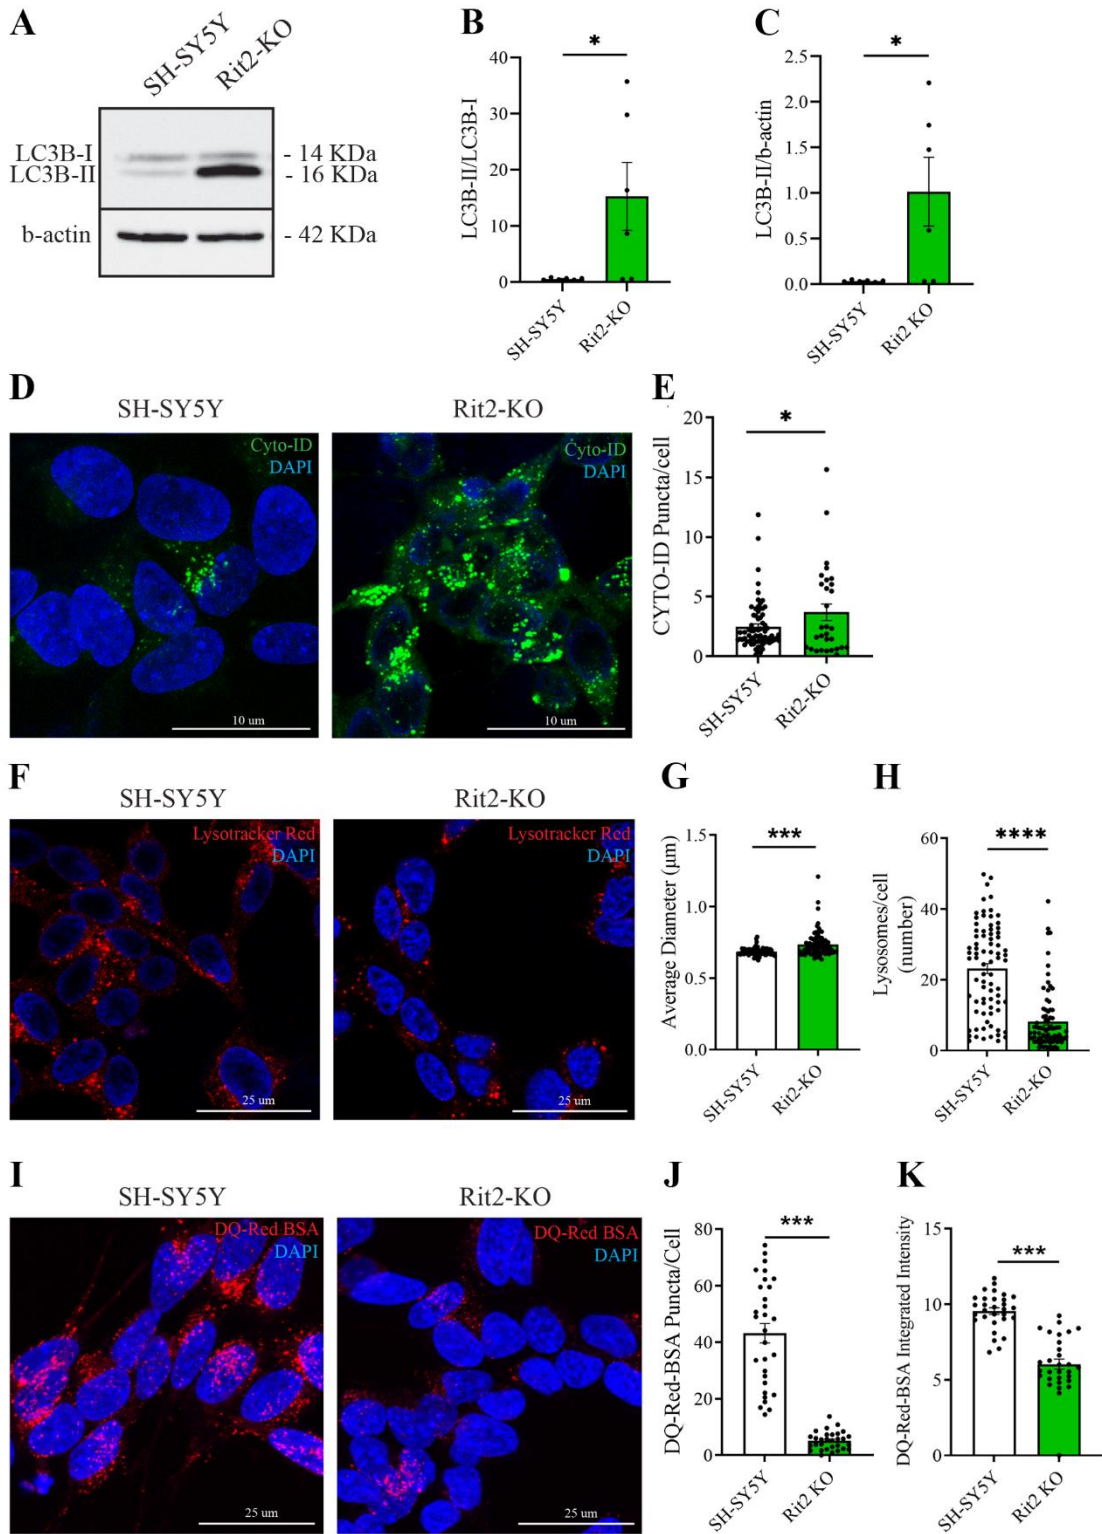 A
SH-SY5Y
Rit2-KO
LC3B-I
- 14 KDa
LC3B-II
- 16 KDa
b-actin
- 42 KDa
B
*
LC3B-II/LC3B-I
40
30
20
10
0
SH-SY5Y
Rit2-KO
C
*
LC3B-II/b-actin
2.5
2.0
1.5
1.0
0.5
0.0
SH-SY5Y
Rit2 KO
D
SH-SY5Y
Cyto-ID
DAPI
10 um
Rit2-KO
Cyto-ID
DAPI
10 um
E
*
CYTO-ID Puncta/cell
20
15
10
5
0
SH-SY5Y
Rit2-KO
F
SH-SY5Y
Lysotracker Red
DAPI
25 um
Rit2-KO
Lysotracker Red
DAPI
25 um
G
***
Average Diameter (μm)
1.5
1.0
0.5
0.0
SH-SY5Y
Rit2-KO
H
****
Lysosomes/cell
(number)
60
40
20
0
SH-SY5Y
Rit2-KO
I
SH-SY5Y
DQ-Red BSA
DAPI
25 um
Rit2-KO
DQ-Red BSA
DAPI
25 um
J
***
DQ-Red-BSA Puncta/Cell
80
60
40
20
0
SH-SY5Y
Rit2 KO
K
***
DQ-Red-BSA Integrated Intensity
15
10
5
0
SH-SY5Y
Rit2 KO